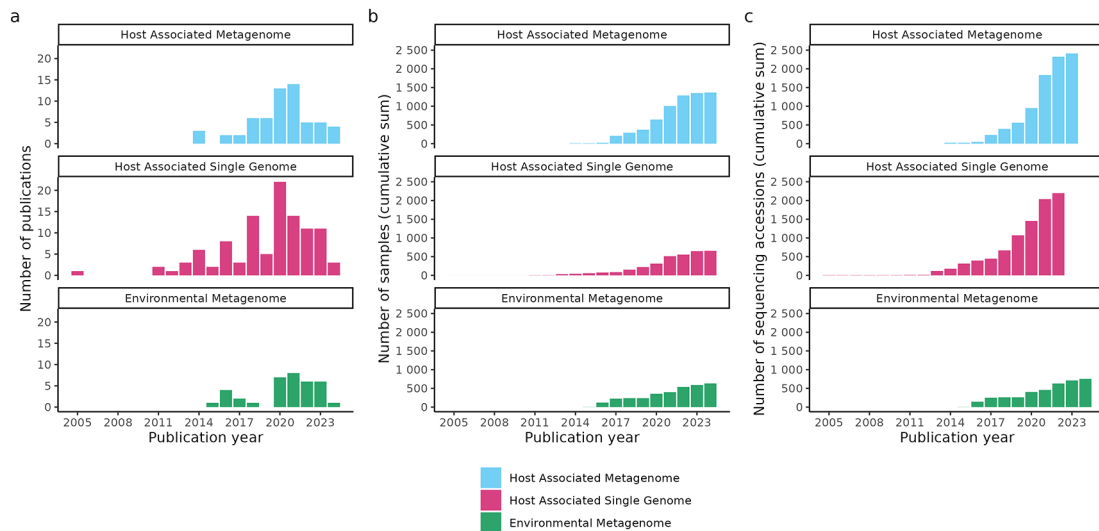 a
Number of publications
Host Associated Metagenome
20
15
10
5
0
Host Associated Single Genome
20
15
10
5
0
Environmental Metagenome
20
15
10
5
0
2005 2008 2011 2014 2017 2020 2023
Publication year
b
Number of samples (cumulative sum)
Host Associated Metagenome
2 500
2 000
1 500
1 000
500
0
Host Associated Single Genome
2 500
2 000
1 500
1 000
500
0
Environmental Metagenome
2 500
2 000
1 500
1 000
500
0
2005 2008 2011 2014 2017 2020 2023
Publication year
c
Number of sequencing accessions (cumulative sum)
Host Associated Metagenome
2 500
2 000
1 500
1 000
500
0
Host Associated Single Genome
2 500
2 000
1 500
1 000
500
0
Environmental Metagenome
2 500
2 000
1 500
1 000
500
0
2005 2008 2011 2014 2017 2020 2023
Publication year
Host Associated Metagenome
Host Associated Single Genome
Environmental Metagenome